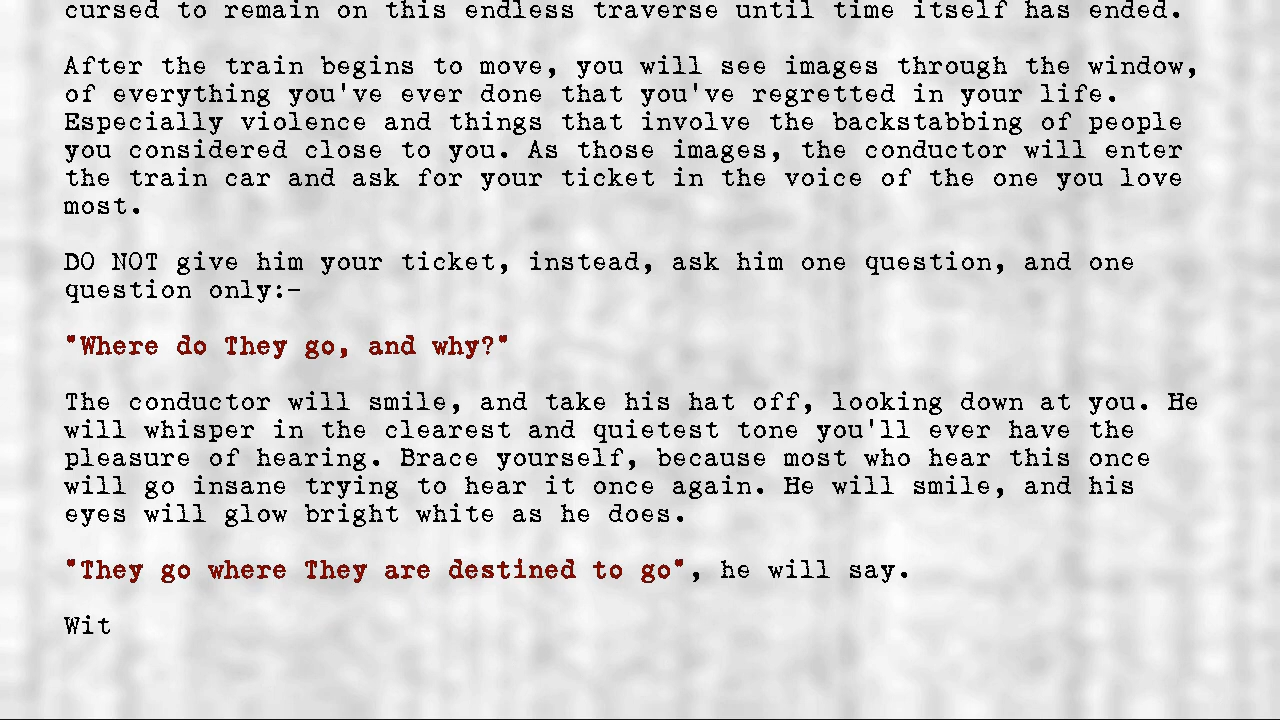 cursed to remain on this endless traverse until time itself has ended.
After the train begins to move, you will see images through the window,
of everything you've ever done that you've regretted in your life.
Especially violence and things that involve the backstabbing of people
you considered close to you. As those images, the conductor will enter
the train car and ask for your ticket in the voice of the one you love
most.
DO NOT give him your ticket, instead, ask him one question, and one
question only:-
"Where do They go, and why?"
The conductor will smile, and take his hat off, looking down at you. He
will whisper in the clearest and quietest tone you'll ever have the
pleasure of hearing. Brace yourself, because most who hear this once
will go insane trying to hear it once again. He will smile, and his
eyes will glow bright white as he does.
"They go where They are destined to go", he will say.
Wit